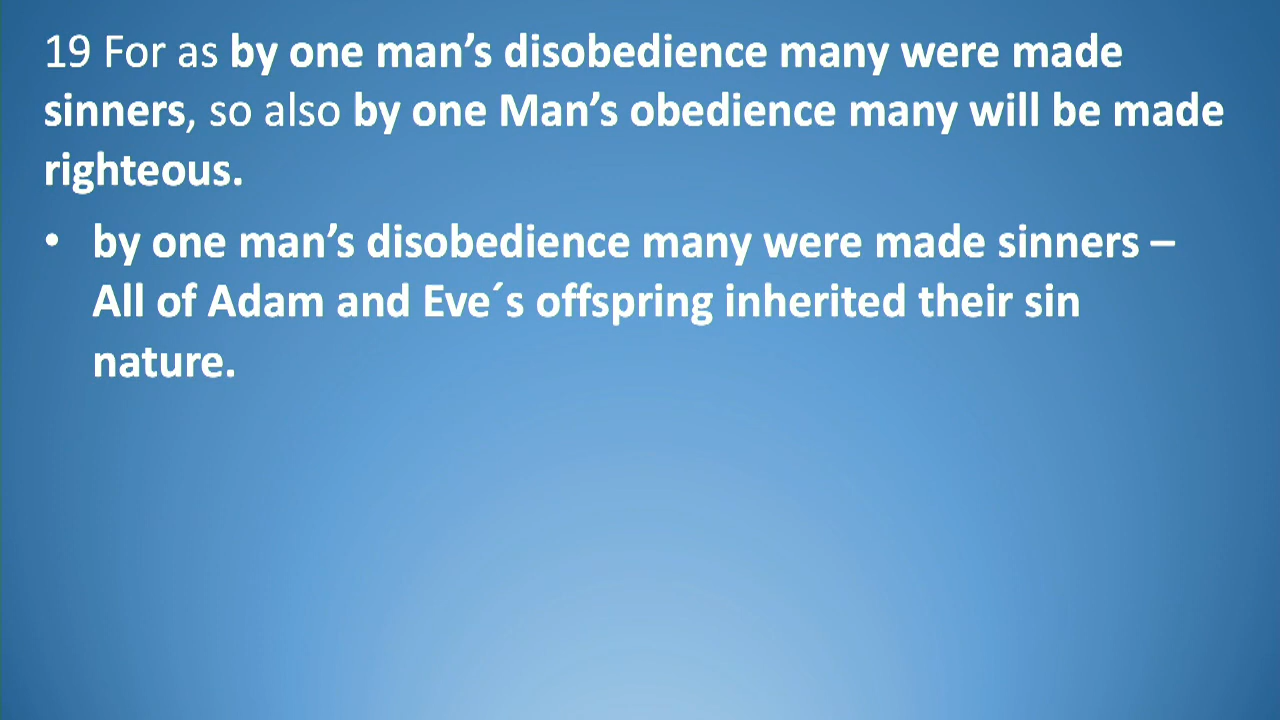 19 For as by one man’s disobedience many were made
sinners, so also by one Man’s obedience many will be made
righteous.
• by one man’s disobedience many were made sinners –
All of Adam and Eve´s offspring inherited their sin
nature.